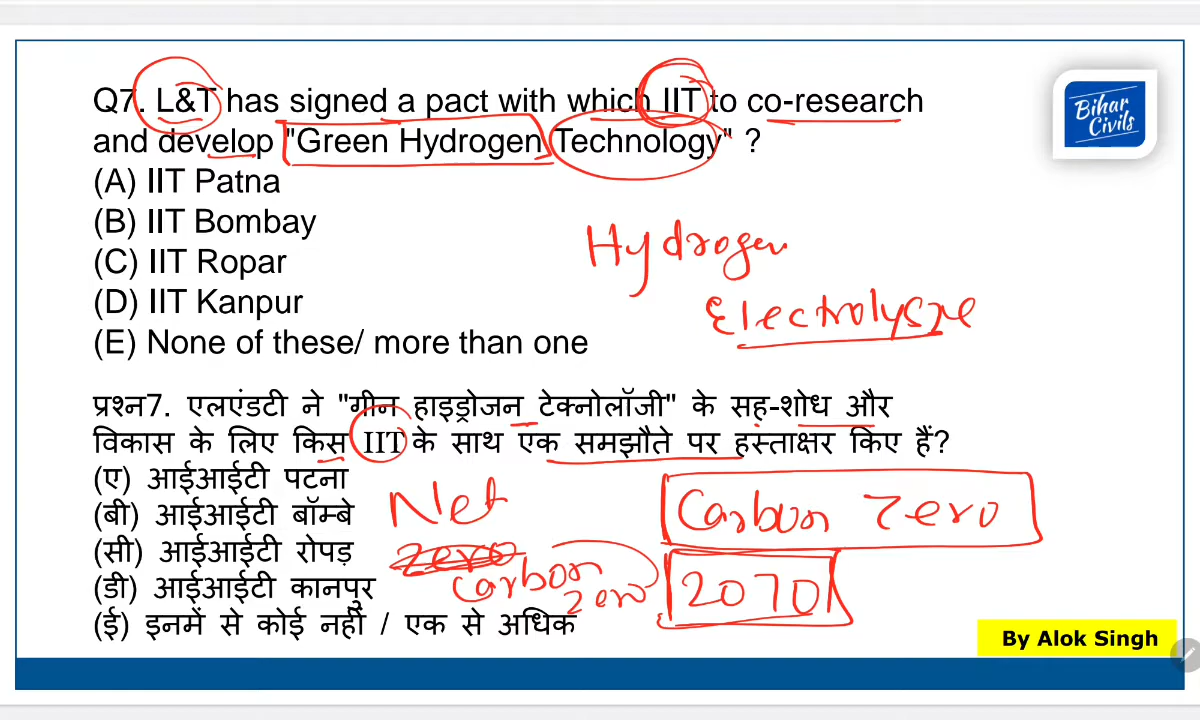 Q7. L&T has signed a pact with which IIT to co-research
and develop "Green Hydrogen Technology" ?
(A) IIT Patna
(B) IIT Bombay
(C) IIT Ropar
(D) IIT Kanpur
(E) None of these/ more than one
Bihar
Civils
Hydrogen
Electrolysze
प्रश्न7. एलएंडटी ने "ग्रीन हाइड्रोजन टेक्नोलॉजी" के सह-शोध और
विकास के लिए किस IIT के साथ एक समझौते पर हस्ताक्षर किए हैं?
(ए) आईआईटी पटना
(बी) आईआईटी बॉम्बे
(सी) आईआईटी रोपड़
(डी) आईआईटी कानपुर
(ई) इनमें से कोई नहीं / एक से अधिक
Net
zero
Carbon
zero
Carbon Zero
2070
By Alok Singh